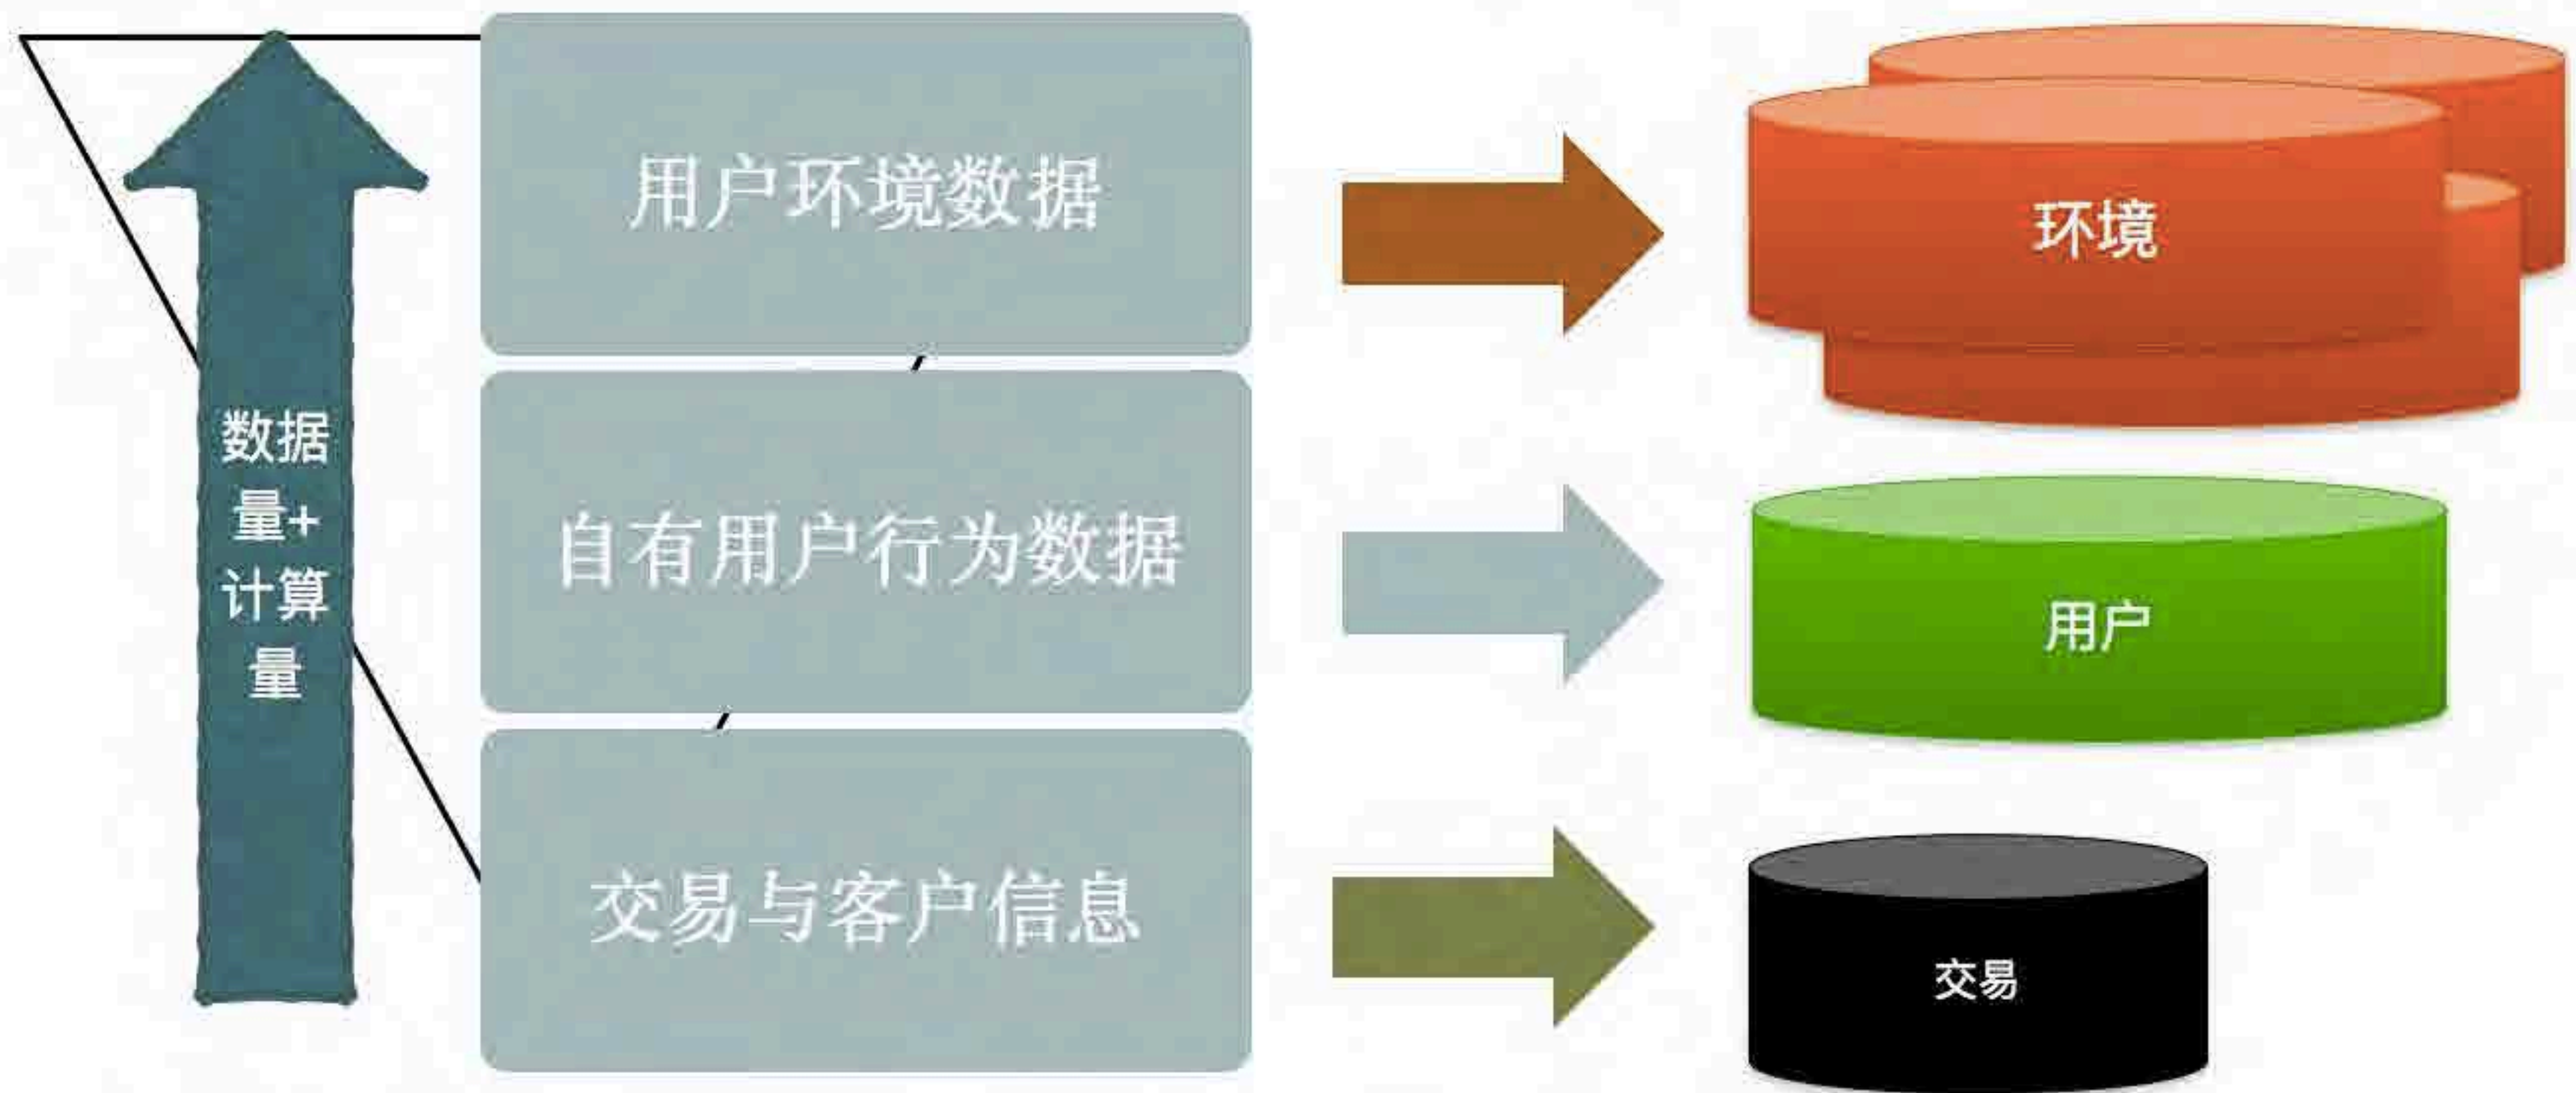 用户环境数据
环境
数据
量+
计算
量
自有用户行为数据
用户
交易与客户信息
交易